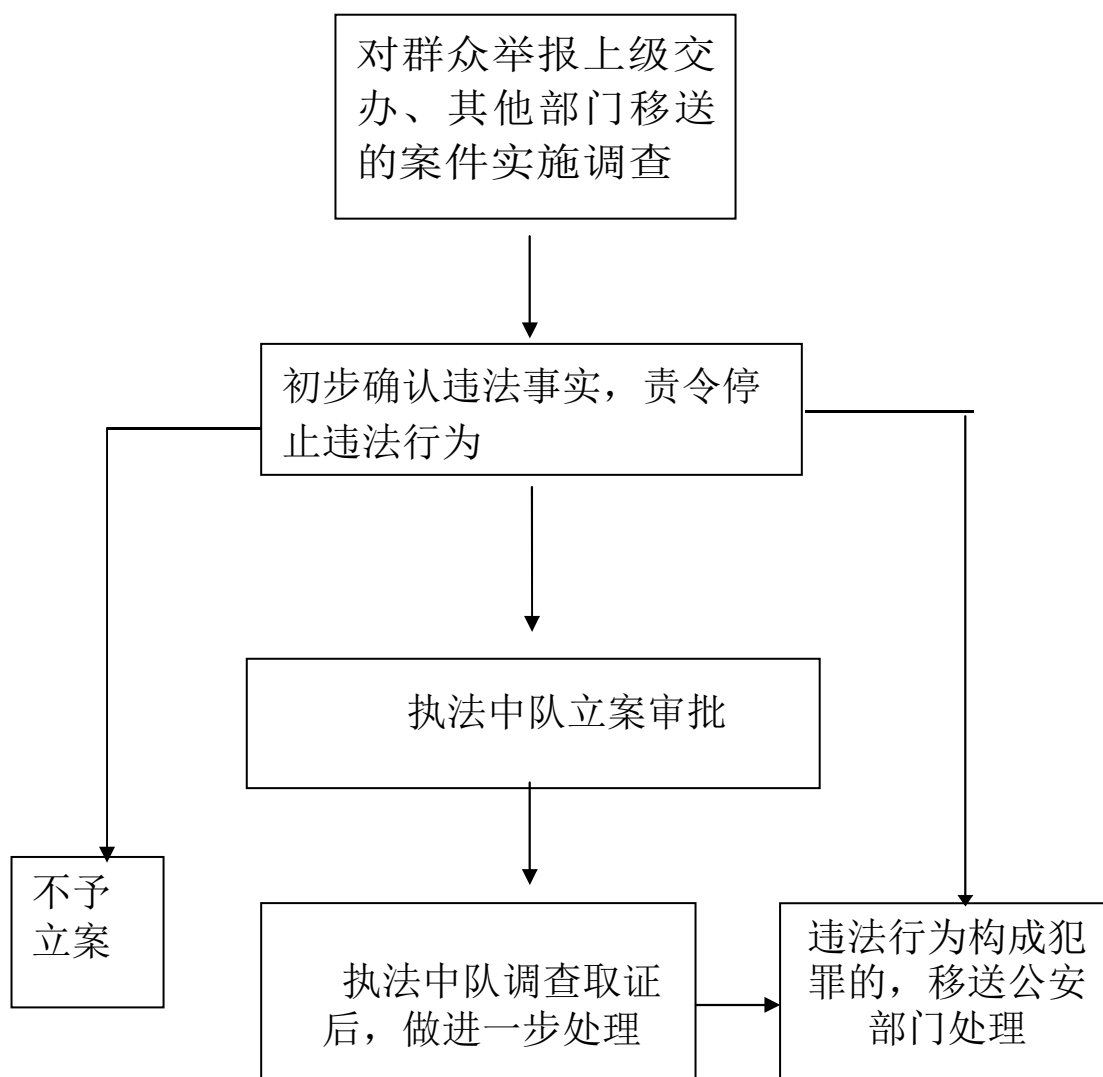 对群众举报上级交
办、其他部门移送
的案件实施调查
初步确认违法事实，责令停
止违法行为
执法中队立案审批
不予
立案
执法中队调查取证
后，做进一步处理
违法行为构成犯
罪的，移送公安
部门处理